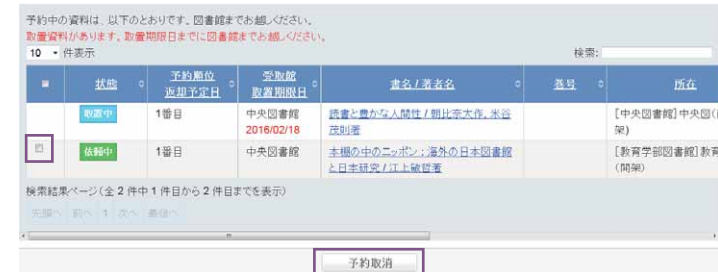 予約中の資料は、以下のとおりです。図書館までお越しください。
取置資料があります。取置期限日までに図書館までお越しください。
10 件表示 検索:
状態 予約順位 返却予定日 受取館 取置期限日 書名/著者名 巻号 所在
取置中 1番目 中央図書館 読書と豊かな人間性/朝比奈大作, 米谷 [中央図書館]中央図(
2016/02/18 茂則著 架)
依頼中 1番目 中央図書館 本棚の中のニッポン:海外の日本図書館 [教育学部図書館]教育
と日本研究/江上敏哲著 (開架)
検索結果ページ(全 2 件中 1 件目から 2 件目までを表示)
先頭へ 前へ 1 次へ 最後へ
予約取消